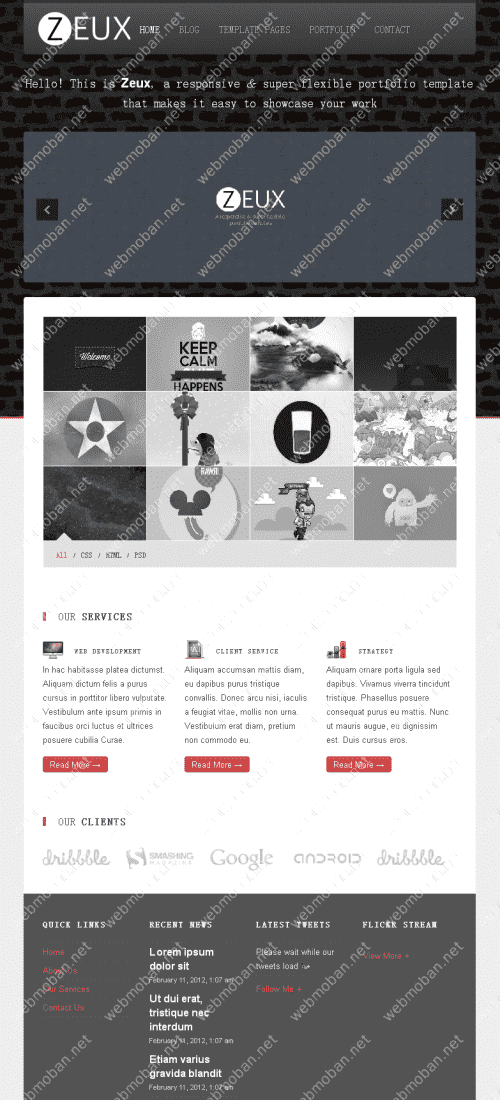 ZEUX HOME BLOG TEMPLATE PAGES PORTFOLIO CONTACT
Hello! This is Zeux, a responsive & super flexible portfolio template
that makes it easy to showcase your work
ZEUX
Welcome
KEEP
CALM
HAPPENS
RAWR
All / CSS / HTML / PSD
OUR SERVICES
WEB DEVELOPMENT
In hac habitasse platea dictumst.
Aliquam dictum felis a purus
cursus in porttitor libero vulputate.
Vestibulum ante ipsum primis in
faucibus orci luctus et ultrices
posuere cubilia Curae.
Read More →
CLIENT SERVICE
Aliquam accumsan mattis diam,
eu dapibus purus tristique
convallis. Donec arcu nisi, iaculis
a feugiat vitae, mollis non urna.
Vestibulum erat diam, pretium
non commodo eu.
Read More →
STRATEGY
Aliquam ornare porta ligula sed
dapibus. Vivamus viverra tincidunt
tristique. Phasellus posuere
consequat purus eu mattis. Nunc
ut mauris augue, eu dignissim
est. Duis cursus eros.
Read More →
OUR CLIENTS
dribbble SMASHING MAGAZINE Google ANDROID dribbble
QUICK LINKS
Home
About Us
Our Services
Contact Us
RECENT NEWS
Lorem ipsum
dolor sit
February 11, 2012, 1:07 am
Ut dui erat,
tristique nec
interdum
February 11, 2012, 1:07 am
Etiam varius
gravida blandit
February 11, 2012, 1:07 am
LATEST TWEETS
Please wait while our
tweets load
Follow Me +
FLICKR STREAM
View More +
webmoban.net